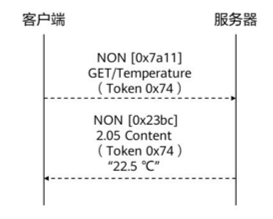 客户端
服务器
NON [0x7a11]
GET/Temperature
（Token 0x74）
NON [0x23bc]
2.05 Content
（Token 0x74）
“22.5 ℃”